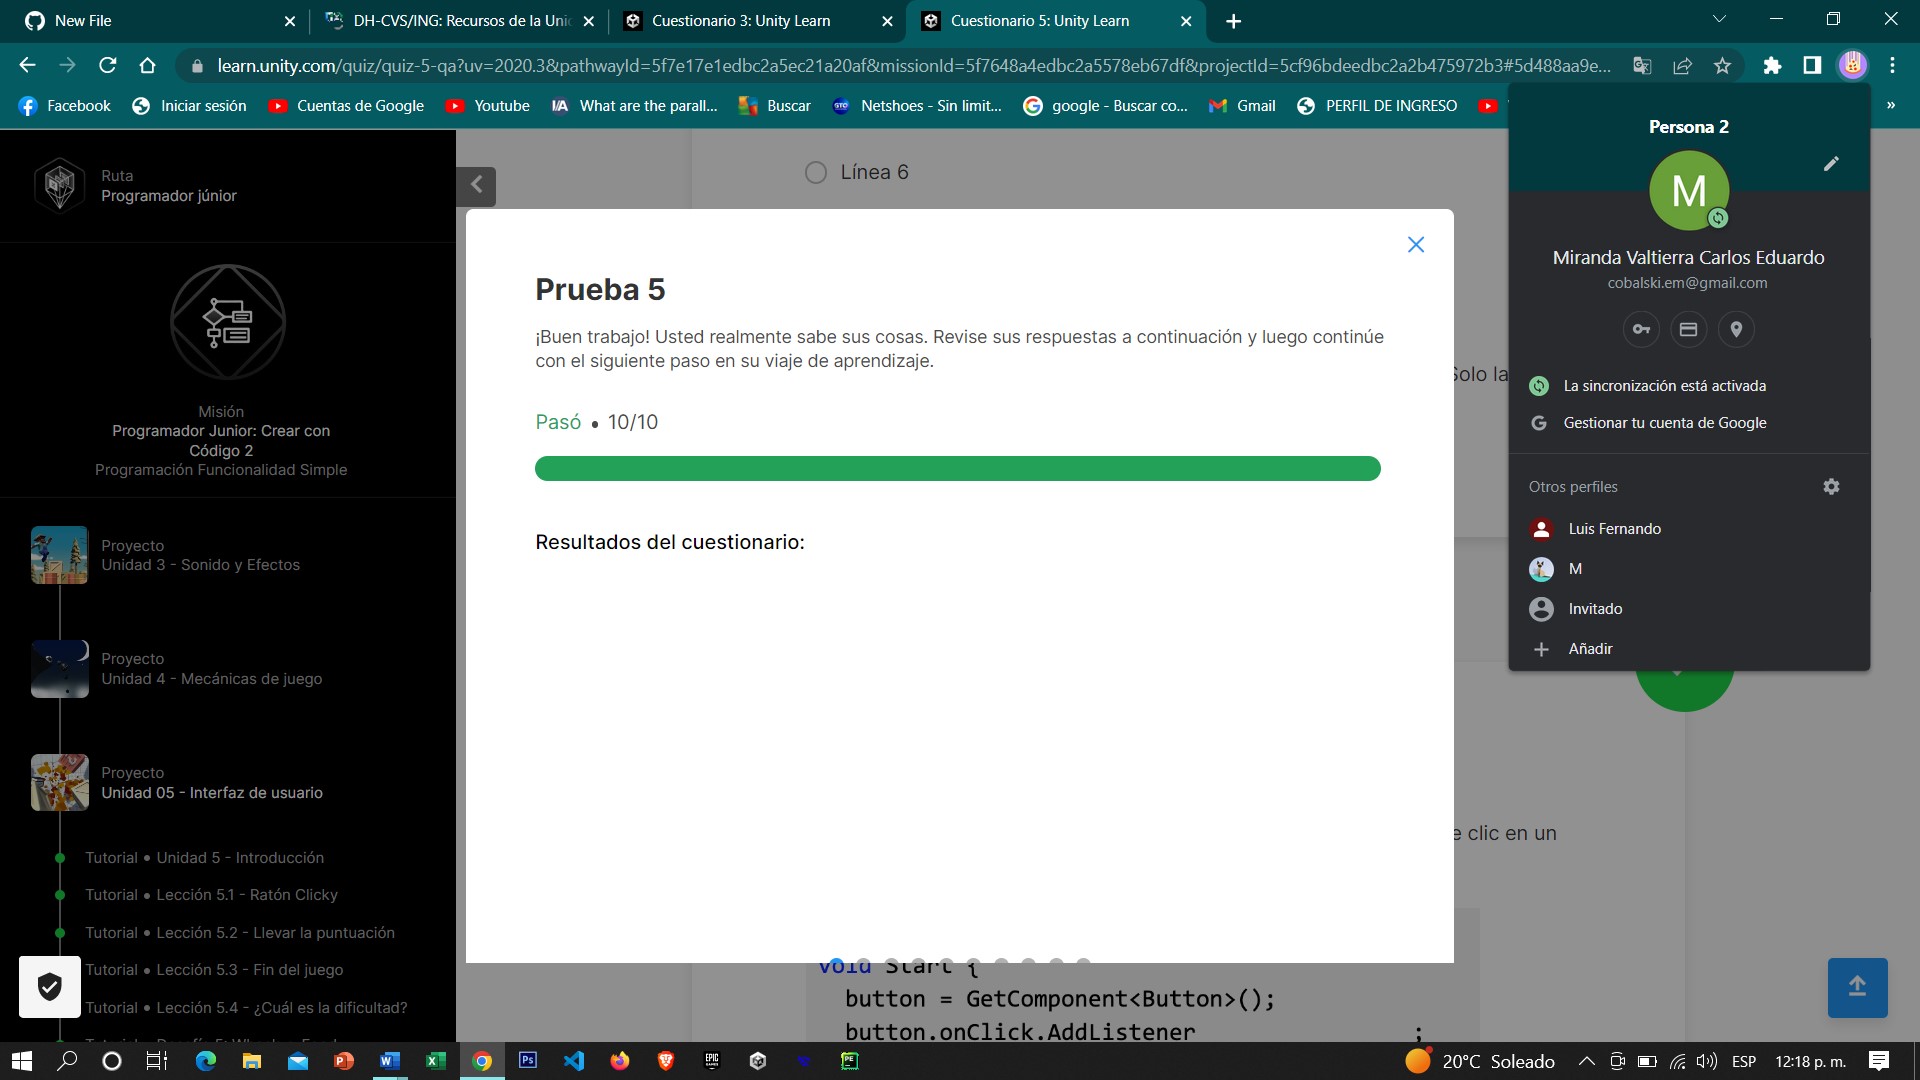 New File
DH-CVS/ING: Recursos de la Unid
Cuestionario 3: Unity Learn
Cuestionario 5: Unity Learn
learn.unity.com/quiz/quiz-5-qa?uv=2020.3&pathwayId=5f7e17e1edbc2a5ec21a20af&missionId=5f7648a4edbc2a5578eb67df&projectId=5cf96bdeedbc2a2b475972b3#5d488aa9e...
Facebook
Iniciar sesión
Cuentas de Google
Youtube
What are the parall...
Buscar
Netshoes - Sin limit...
google - Buscar co...
Gmail
PERFIL DE INGRESO
»
Ruta
Programador júnior
Misión
Programador Junior: Crear con
Código 2
Programación Funcionalidad Simple
Proyecto
Unidad 3 - Sonido y Efectos
Proyecto
Unidad 4 - Mecánicas de juego
Proyecto
Unidad 05 - Interfaz de usuario
Tutorial • Unidad 5 - Introducción
Tutorial • Lección 5.1 - Ratón Clicky
Tutorial • Lección 5.2 - Llevar la puntuación
Tutorial • Lección 5.3 - Fin del juego
Tutorial • Lección 5.4 - ¿Cuál es la dificultad?
Línea 6
Prueba 5
¡Buen trabajo! Usted realmente sabe sus cosas. Revise sus respuestas a continuación y luego continúe
con el siguiente paso en su viaje de aprendizaje.
Pasó • 10/10
Resultados del cuestionario:
Solo la
e clic en un
void Start {
button = GetComponent<Button>();
button.onClick.AddListener ;
Persona 2
M
Miranda Valtierra Carlos Eduardo
cobalski.em@gmail.com
La sincronización está activada
Gestionar tu cuenta de Google
Otros perfiles
Luis Fernando
M
Invitado
Añadir
20°C Soleado
ESP
12:18 p. m.